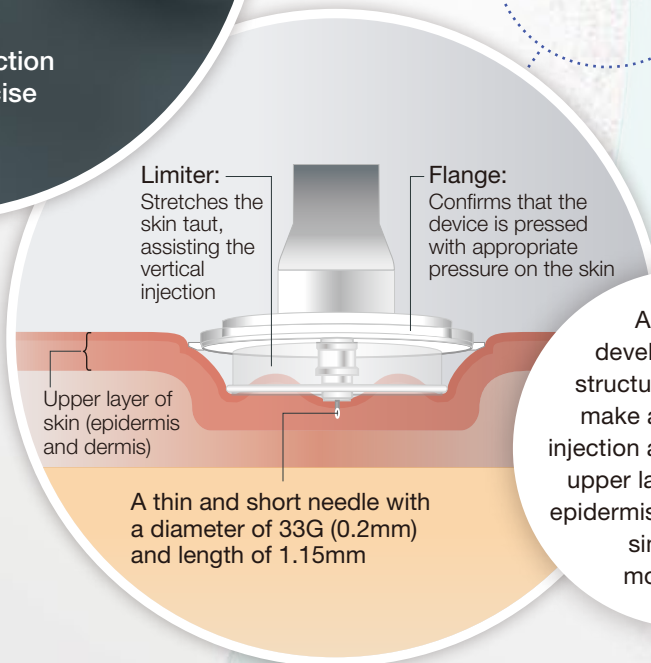 ction
cise
Limiter:
Stretches the
skin taut,
assisting the
vertical
injection
Flange:
Confirms that the
device is pressed
with appropriate
pressure on the skin
Upper layer of
skin (epidermis
and dermis)
A thin and short needle with
a diameter of 33G (0.2mm)
and length of 1.15mm
A
devel
structu
make a
injection a
upper la
epidermis
sin
mo